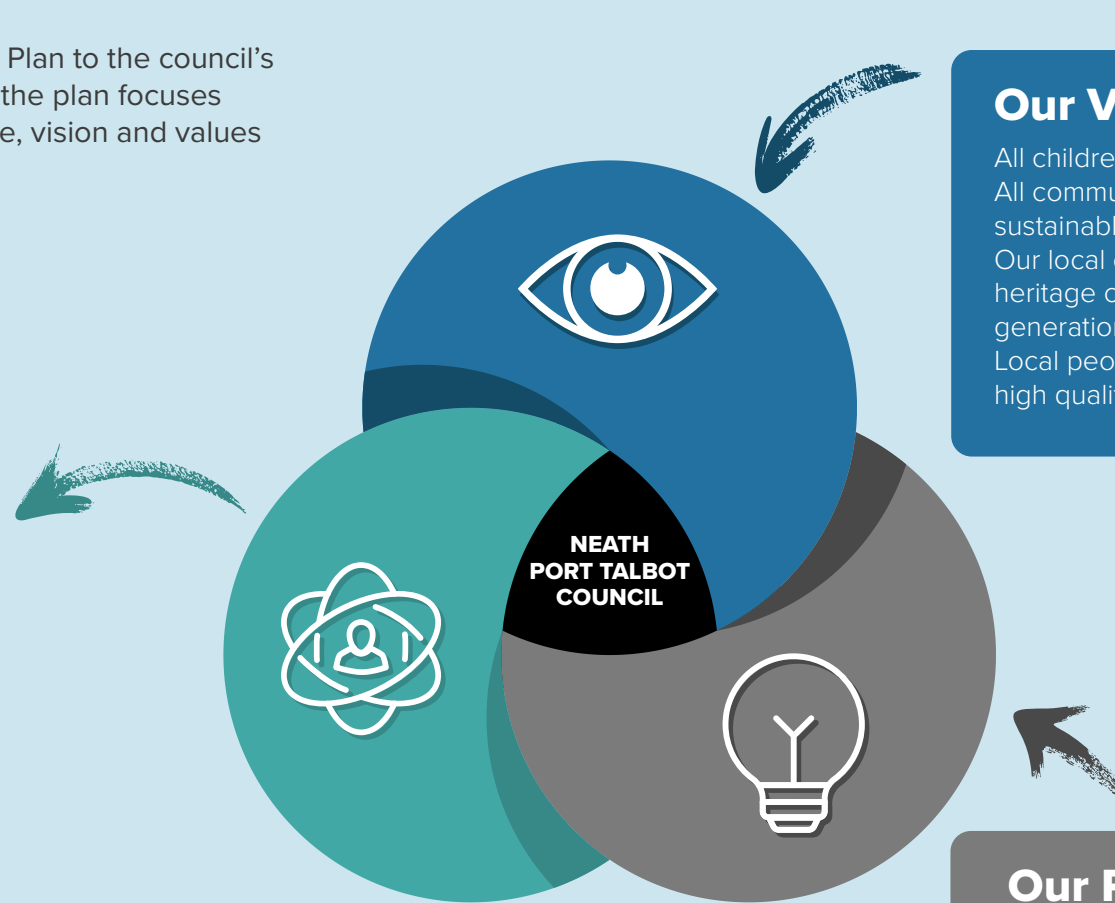 Plan to the council's
the plan focuses
e, vision and values
Our V
All childre
All commu
sustainabl
Our local
heritage
generation
Local peo
high quali
NEATH
PORT TALBOT
COUNCIL
Our P